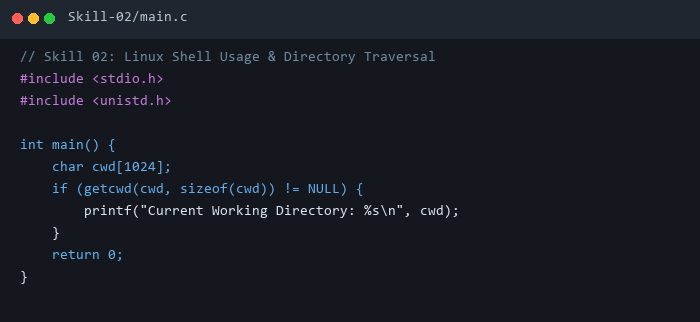 Skill-02/main.c
// Skill 02: Linux Shell Usage & Directory Traversal
#include <stdio.h>
#include <unistd.h>
int main() {
    char cwd[1024];
    if (getcwd(cwd, sizeof(cwd)) != NULL) {
        printf("Current Working Directory: %s\n", cwd);
    }
    return 0;
}